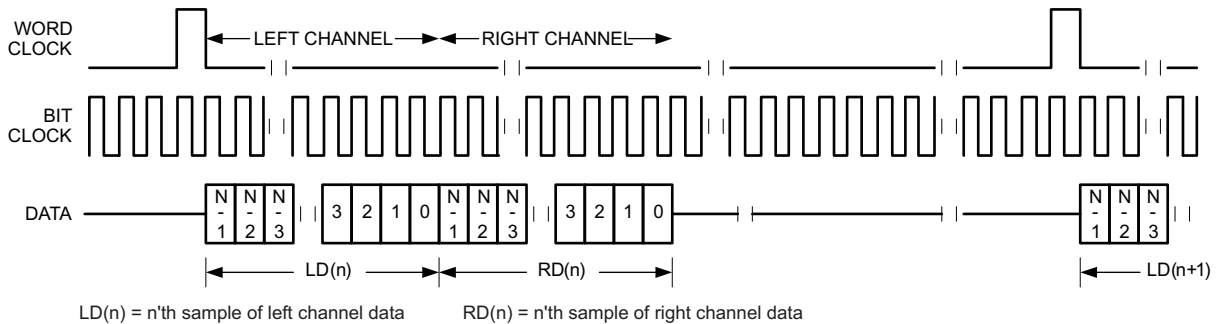 WORD
CLOCK
LEFT CHANNEL
RIGHT CHANNEL
BIT
CLOCK
DATA
N-1 N-2 N-3 3 2 1 0 N-1 N-2 N-3 3 2 1 0 N-1 N-2 N-3
LD(n) RD(n) LD(n+1)
LD(n) = n'th sample of left channel data RD(n) = n'th sample of right channel data